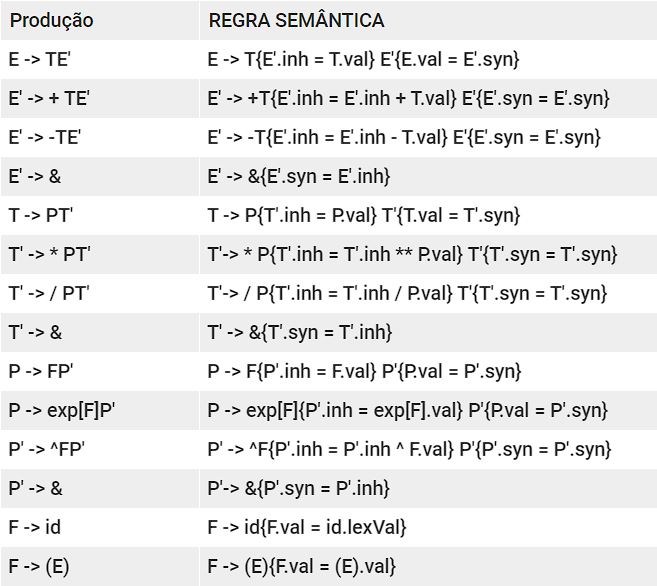 Produção REGRA SEMÂNTICA
E -> TE' E -> T{E'.inh = T.val} E'{E.val = E'.syn}
E' -> + TE' E' -> +T{E'.inh = E'.inh + T.val} E'{E'.syn = E'.syn}
E' -> -TE' E' -> -T{E'.inh = E'.inh - T.val} E'{E'.syn = E'.syn}
E' -> & E' -> &{E'.syn = E'.inh}
T -> PT' T -> P{T'.inh = P.val} T'{T.val = T'.syn}
T' -> * PT' T'-> * P{T'.inh = T'.inh ** P.val} T'{T'.syn = T'.syn}
T' -> / PT' T'-> / P{T'.inh = T'.inh / P.val} T'{T'.syn = T'.syn}
T' -> & T' -> &{T'.syn = T'.inh}
P -> FP' P -> F{P'.inh = F.val} P'{P.val = P'.syn}
P -> exp[F]P' P -> exp[F]{P'.inh = exp[F].val} P'{P.val = P'.syn}
P' -> ^FP' P' -> ^F{P'.inh = P'.inh ^ F.val} P'{P'.syn = P'.syn}
P' -> & P'-> &{P'.syn = P'.inh}
F -> id F -> id{F.val = id.lexVal}
F -> (E) F -> (E){F.val = (E).val}